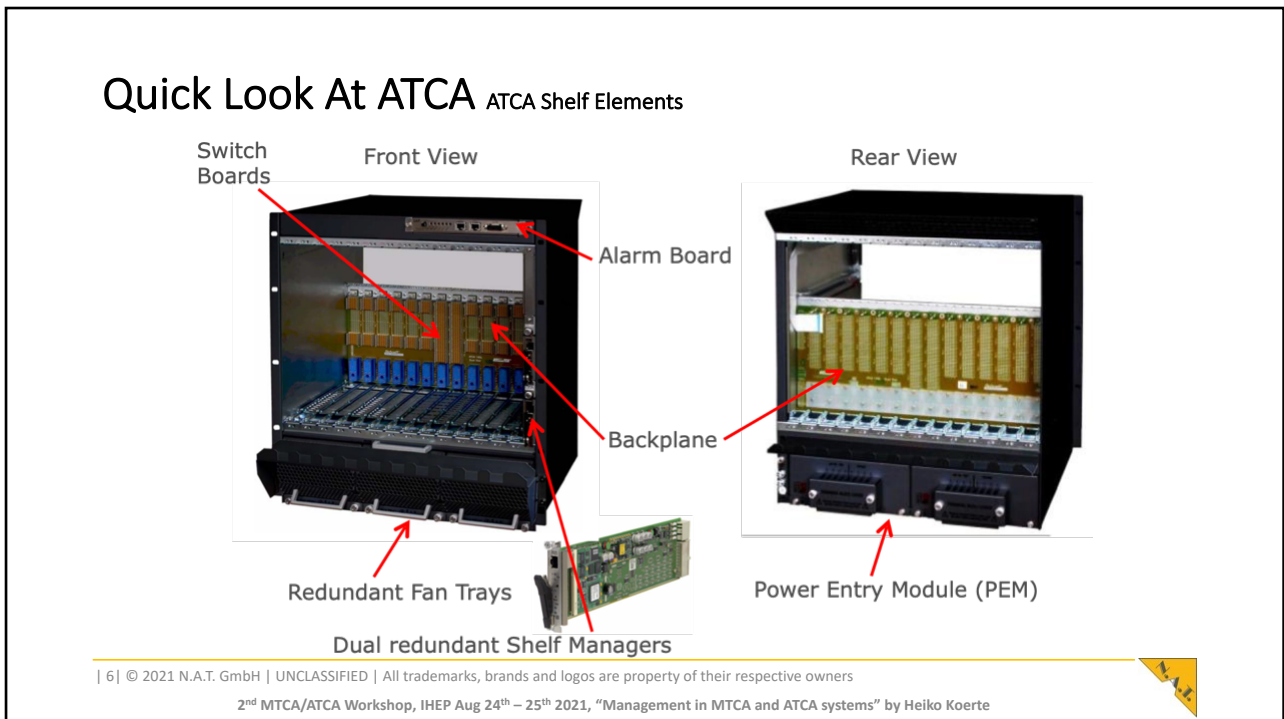 Quick Look At ATCA ATCA Shelf Elements
Switch
Boards
Front View
Rear View
Alarm Board
Backplane
Redundant Fan Trays
Power Entry Module (PEM)
Dual redundant Shelf Managers
| 6| © 2021 N.A.T. GmbH | UNCLASSIFIED | All trademarks, brands and logos are property of their respective owners
N.A.T.
2nd MTCA/ATCA Workshop, IHEP Aug 24th – 25th 2021, “Management in MTCA and ATCA systems” by Heiko Koerte